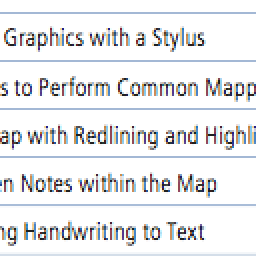 Graphics with a Stylus
s to Perform Common Mapp
ap with Redlining and Highli
en Notes within the Map
ng Handwriting to Text